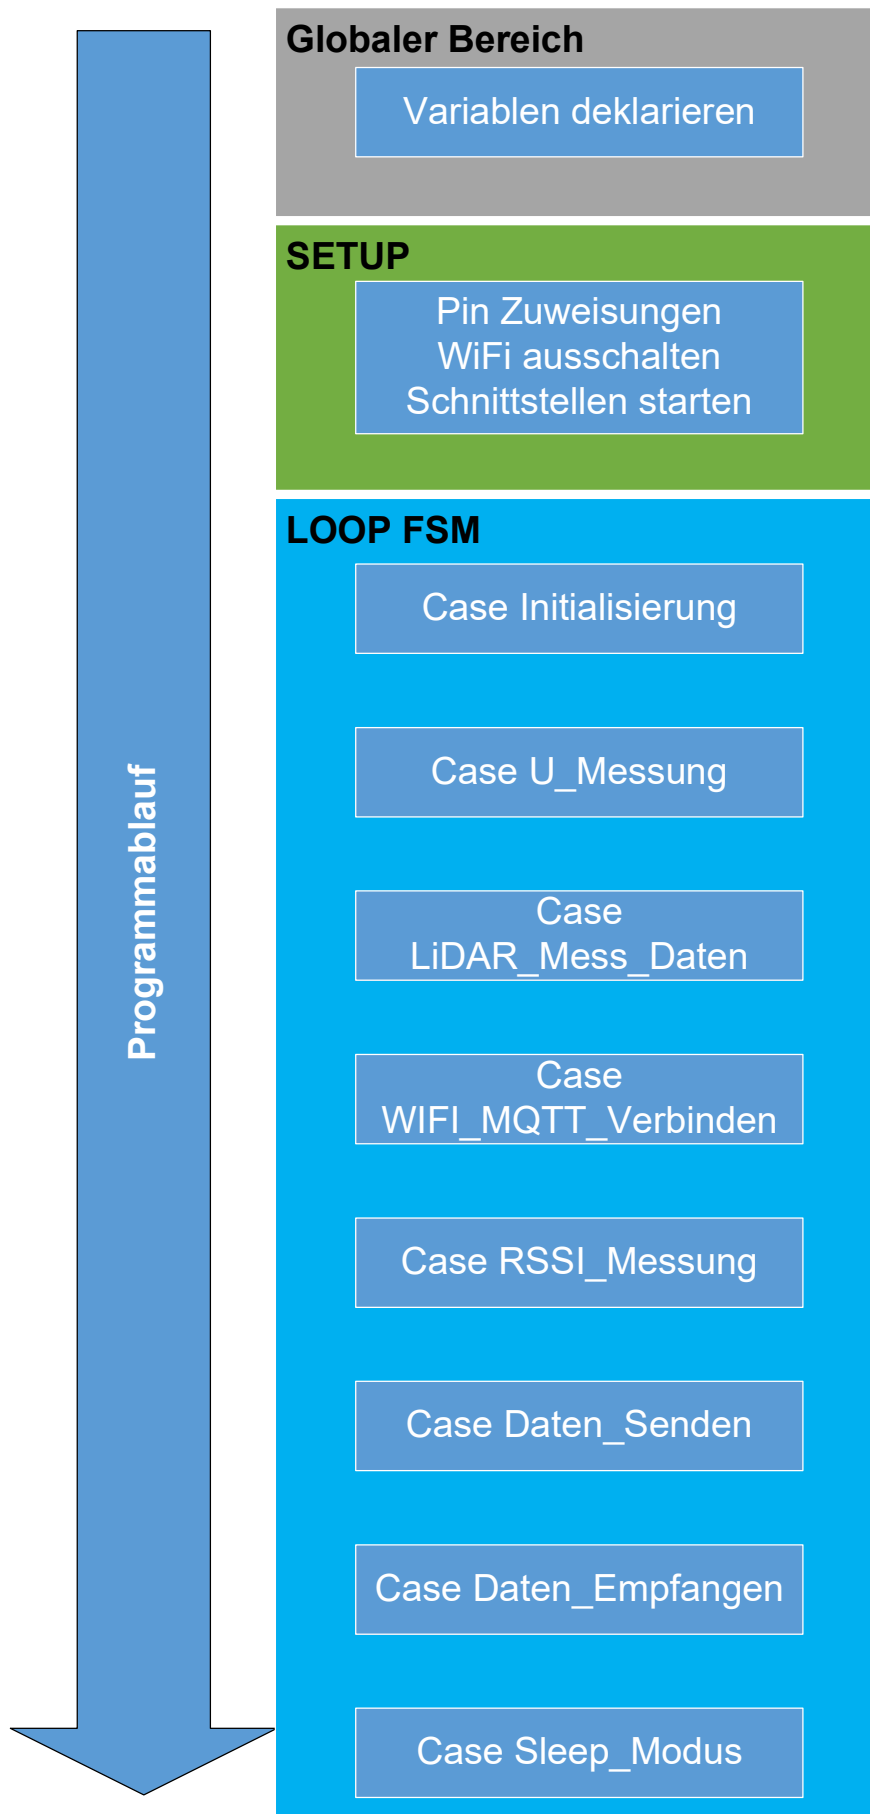 Globaler Bereich
Variablen deklarieren
SETUP
Pin Zuweisungen
WiFi ausschalten
Schnittstellen starten
LOOP FSM
Case Initialisierung
Case U_Messung
Case
LiDAR_Mess_Daten
Case
WIFI_MQTT_Verbinden
Case RSSI_Messung
Case Daten_Senden
Case Daten_Empfangen
Case Sleep_Modus
Programmablauf